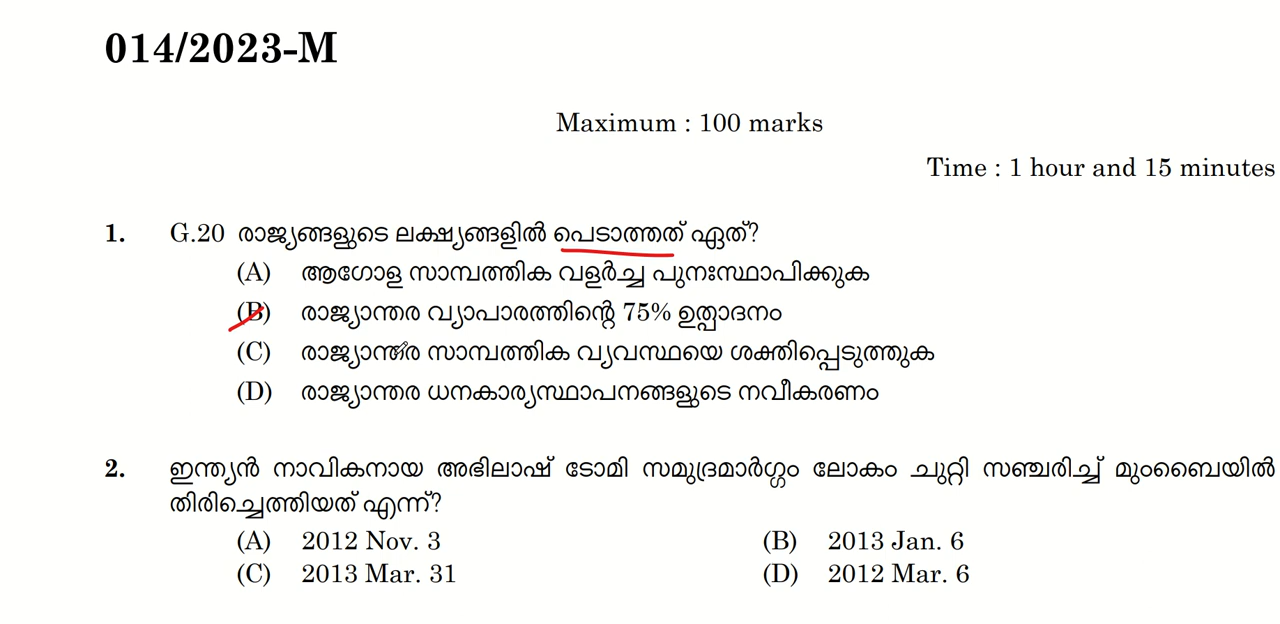 014/2023-M
Maximum : 100 marks
Time : 1 hour and 15 minutes
1. G.20 രാജ്യങ്ങളുടെ ലക്ഷ്യങ്ങളിൽ പെടാത്തത് ഏത്?
(A) ആഗോള സാമ്പത്തിക വളർച്ച പുനഃസ്ഥാപിക്കുക
(B) രാജ്യാന്തര വ്യാപാരത്തിന്റെ 75% ഉത്പാദനം
(C) രാജ്യാന്തര സാമ്പത്തിക വ്യവസ്ഥയെ ശക്തിപ്പെടുത്തുക
(D) രാജ്യാന്തര ധനകാര്യസ്ഥാപനങ്ങളുടെ നവീകരണം
2. ഇന്ത്യൻ നാവികനായ അഭിലാഷ് ടോമി സമുദ്രമാർഗ്ഗം ലോകം ചുറ്റി സഞ്ചരിച്ച് മുംബൈയിൽ
തിരിച്ചെത്തിയത് എന്ന്?
(A) 2012 Nov. 3 (B) 2013 Jan. 6
(C) 2013 Mar. 31 (D) 2012 Mar. 6